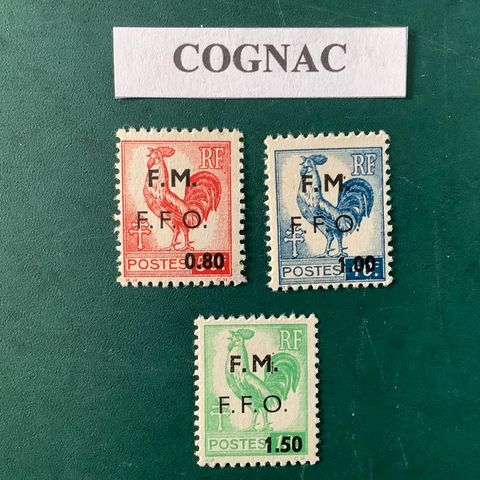 COGNAC
RF
F.M.
F.F.O.
POSTES 0.80
RF
F.M.
F.F.O.
POSTES 1.00
RF
F.M.
F.F.O.
POSTES 1.50